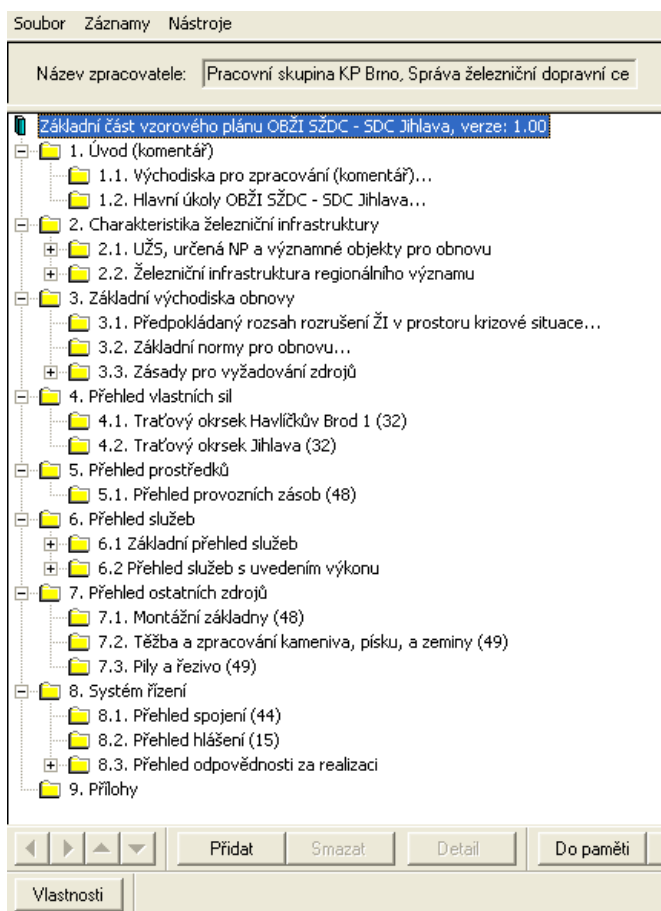 Soubor Záznamy Nástroje
Název zpracovatele: Pracovní skupina KP Brno, Správa železniční dopravní ce
Základní část vzorového plánu OBŽI SŽDC - SDC Jihlava, verze: 1.00
1. Úvod (komentář)
1.1. Východiska pro zpracování (komentář)...
1.2. Hlavní úkoly OBŽI SŽDC - SDC Jihlava...
2. Charakteristika železniční infrastruktury
2.1. UŽS, určená NP a významné objekty pro obnovu
2.2. Železniční infrastruktura regionálního významu
3. Základní východiska obnovy
3.1. Předpokládaný rozsah rozrušení ŽI v prostoru krizové situace...
3.2. Základní normy pro obnovu...
3.3. Zásady pro vyžadování zdrojů
4. Přehled vlastních sil
4.1. Traťový okrsek Havlíčkův Brod 1 (32)
4.2. Traťový okrsek Jihlava (32)
5. Přehled prostředků
5.1. Přehled provozních zásob (48)
6. Přehled služeb
6.1 Základní přehled služeb
6.2 Přehled služeb s uvedením výkonu
7. Přehled ostatních zdrojů
7.1. Montážní základny (48)
7.2. Těžba a zpracování kameniva, písku, a zeminy (49)
7.3. Pily a řezivo (49)
8. Systém řízení
8.1. Přehled spojení (44)
8.2. Přehled hlášení (15)
8.3. Přehled odpovědnosti za realizaci
9. Přílohy
Přidat Smazat Detail Do paměti
Vlastnosti